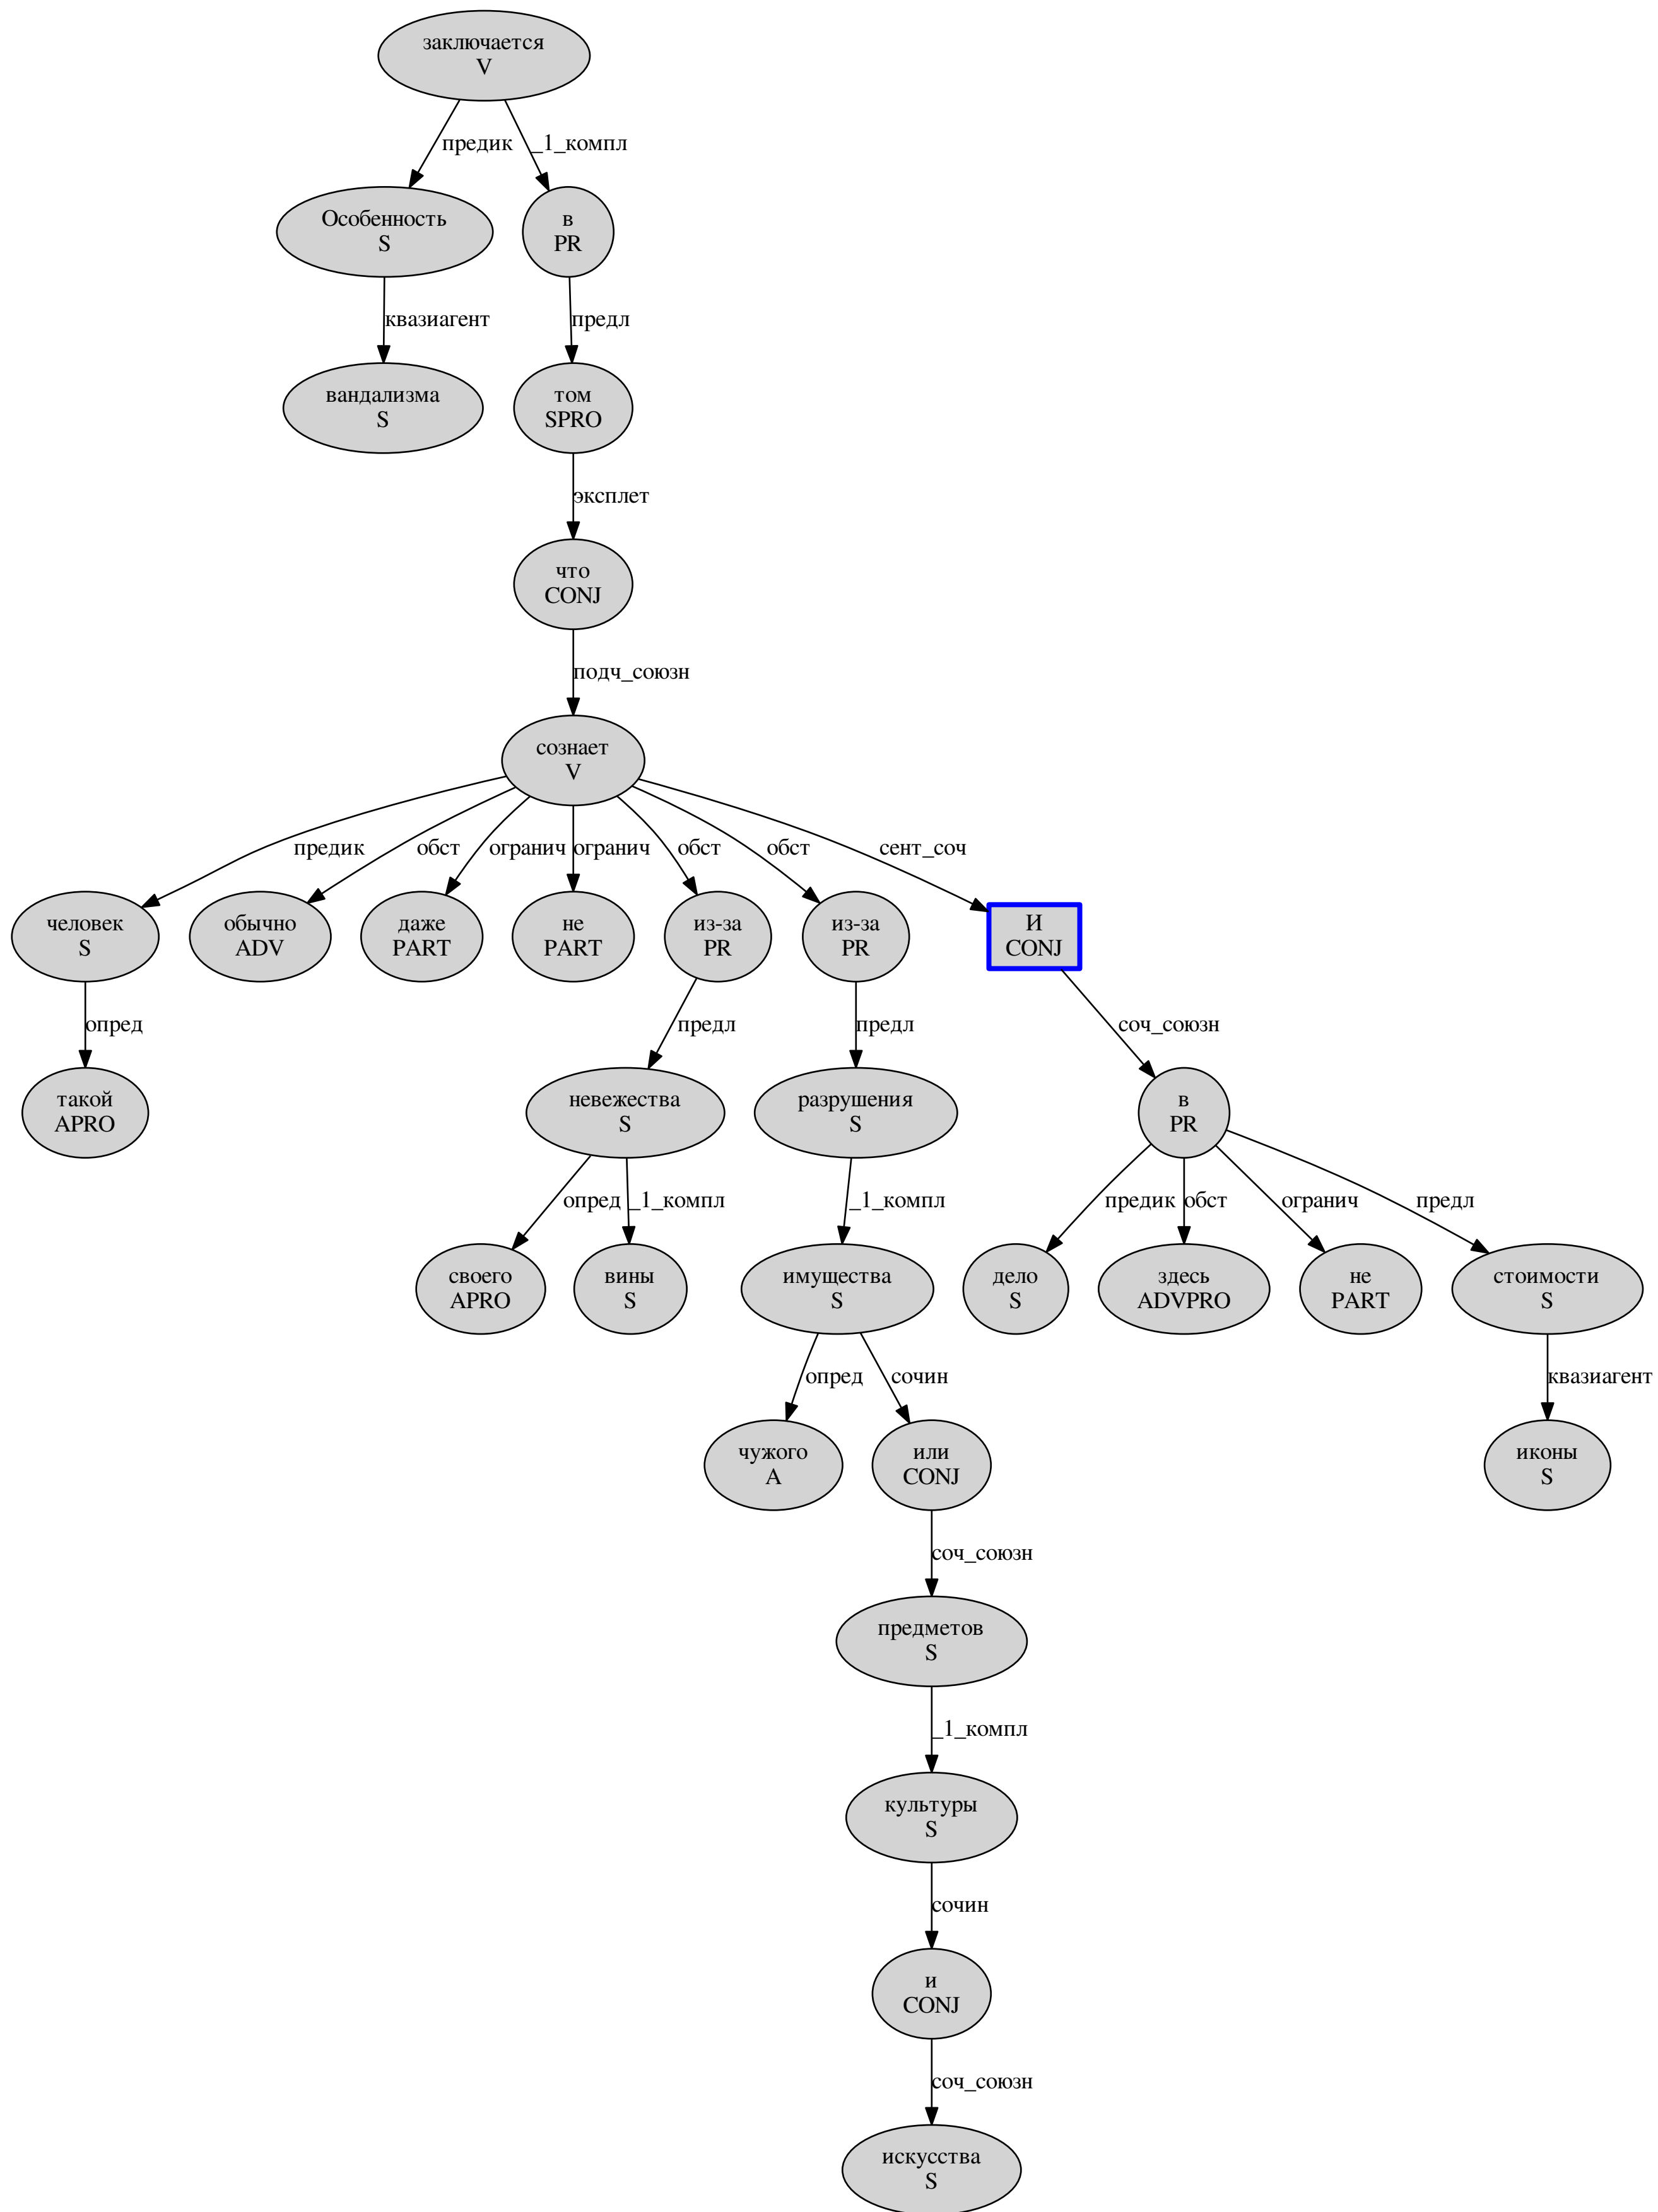 заключается
V
предик
_1_компл
Особенность
S
в
PR
квазиагент
предл
вандализма
S
том
SPRO
эксплет
что
CONJ
подч_союзн
сознает
V
предик
обст
огранич
огранич
обст
обст
сент_соч
человек
S
обычно
ADV
даже
PART
не
PART
из-за
PR
из-за
PR
И
CONJ
опред
предл
предл
соч_союзн
такой
APRO
невежества
S
разрушения
S
в
PR
опред
_1_компл
_1_компл
предик
обст
огранич
предл
своего
APRO
вины
S
имущества
S
дело
S
здесь
ADVPRO
не
PART
стоимости
S
опред
сочин
квазиагент
чужого
A
или
CONJ
иконы
S
соч_союзн
предметов
S
_1_компл
культуры
S
сочин
и
CONJ
соч_союзн
искусства
S